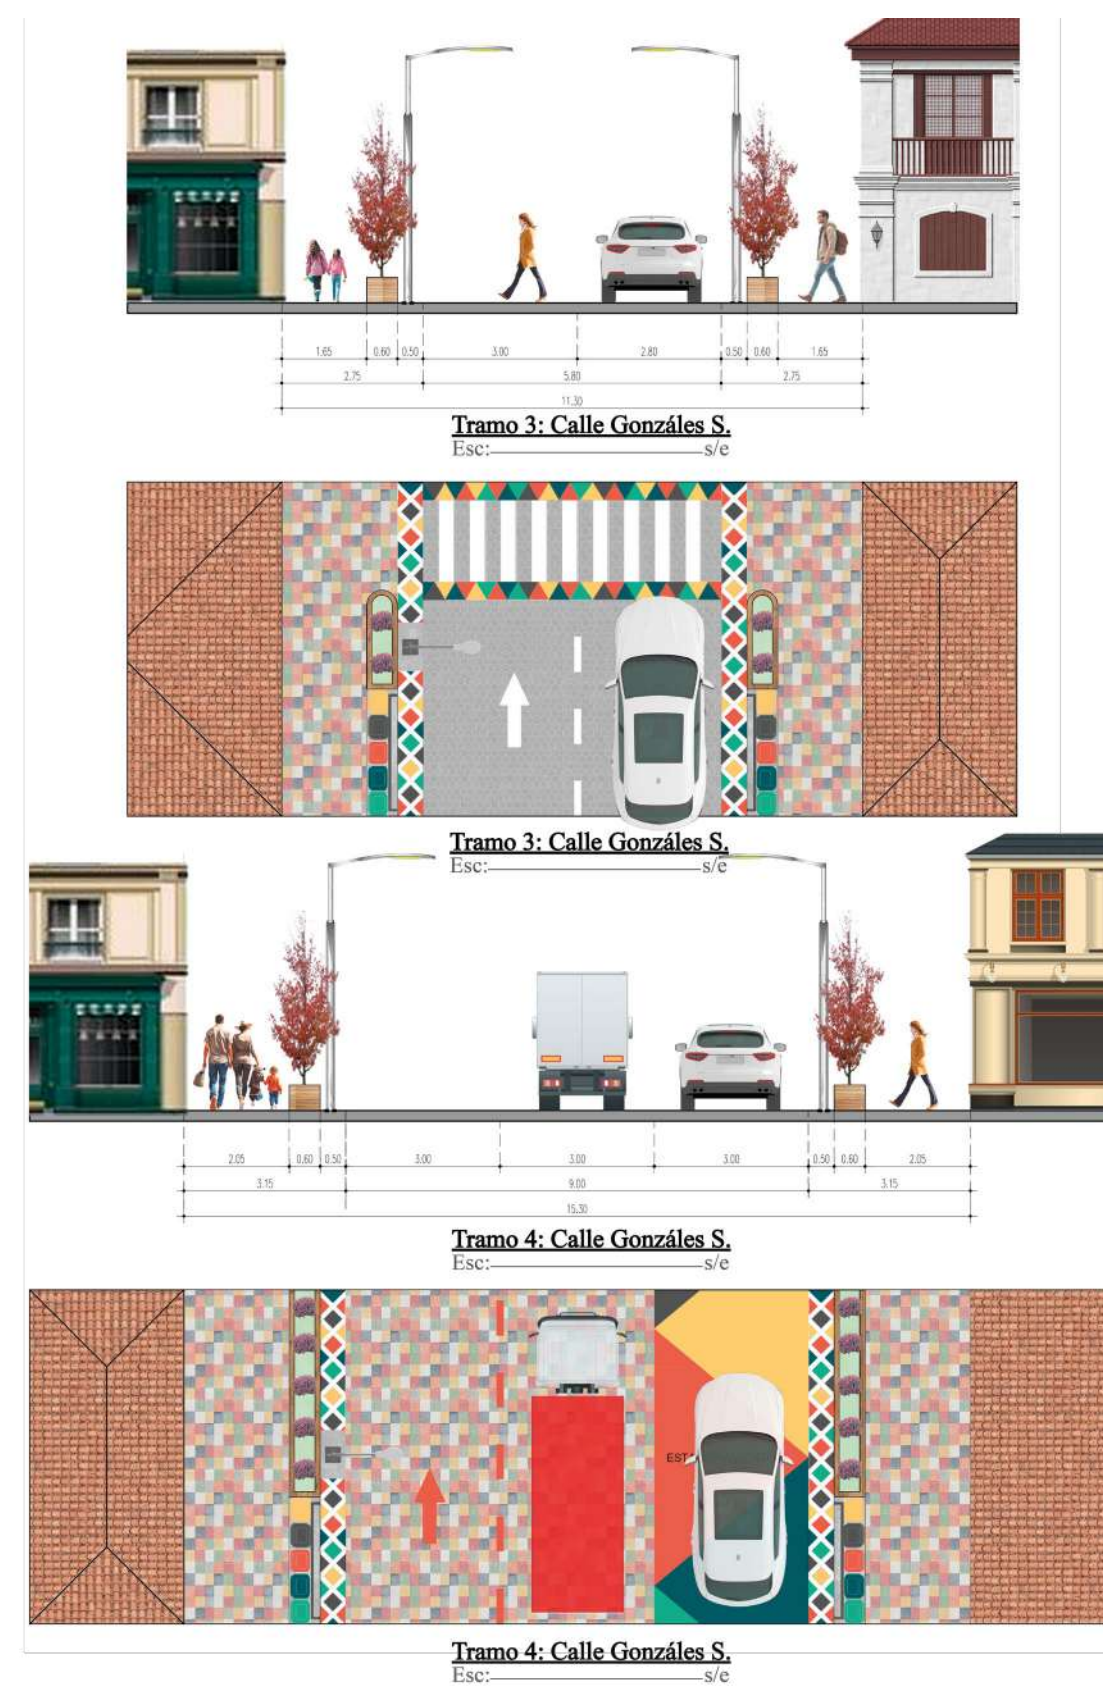 1.65 0.60 0.50 3.00 2.80 0.50 0.60 1.65
2.75 5.80 2.75
11.30
Tramo 3: Calle Gonzáles S.
Esc: s/e
Tramo 3: Calle Gonzáles S.
Esc: s/e
2.05 0.60 0.50 3.00 3.00 3.00 0.50 0.60 2.05
3.15 9.00 3.15
15.30
Tramo 4: Calle Gonzáles S.
Esc: s/e
EST
Tramo 4: Calle Gonzáles S.
Esc: s/e